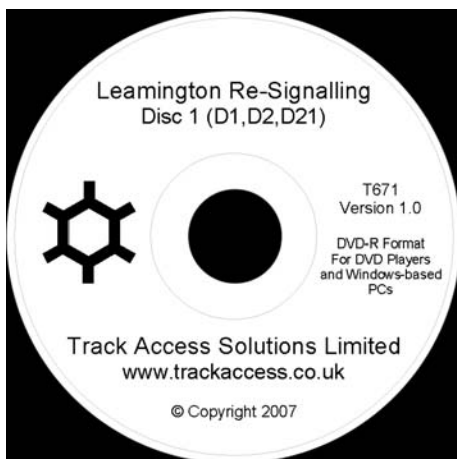 Leamington Re-Signalling
Disc 1 (D1,D2,D21)
T671
Version 1.0
DVD-R Format
For DVD Players
and Windows-based
PCs
Track Access Solutions Limited
www.trackaccess.co.uk
© Copyright 2007